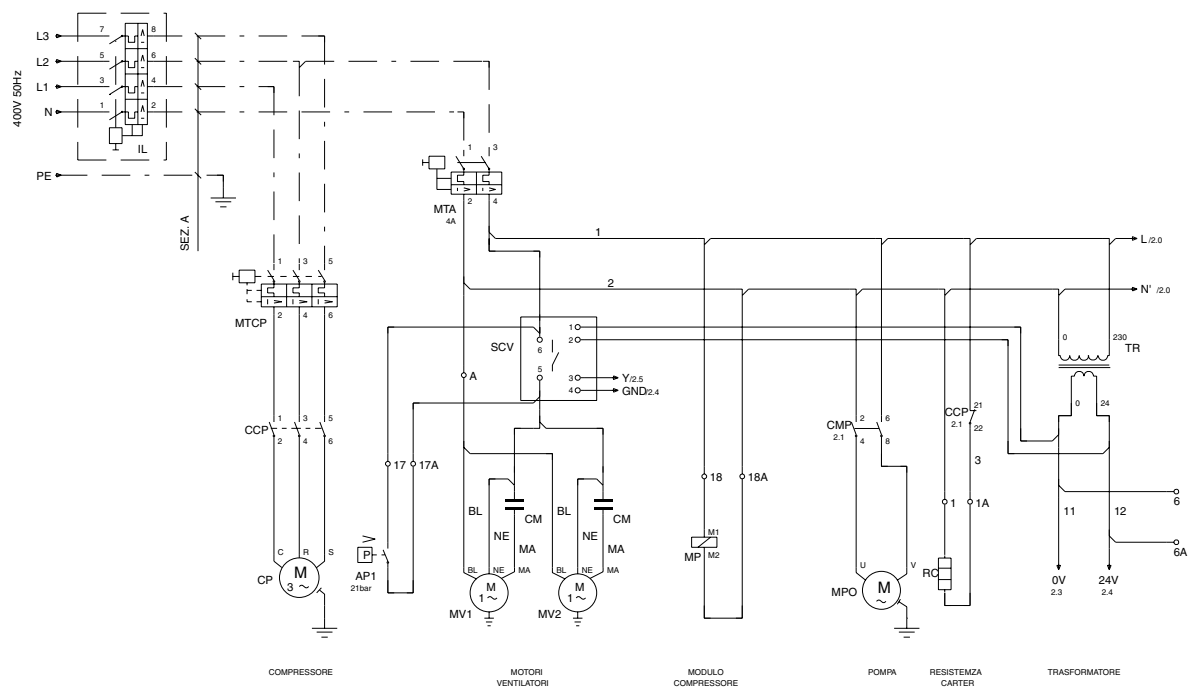 400V 50Hz
L3
7
8
L2
5
6
L1
3
4
N
1
2
IL
PE
SEZ. A
1
3
MTA
4A
2
4
1
L /2.0
2
N' /2.0
1
3
5
MTCP
2
4
6
SCV
6
5
1
2
3
4
Y/2.5
GND/2.4
A
0
230
TR
0
24
CCP
1
3
5
2
4
6
CMP
2.1
2
6
4
8
CCP
2.1
21
22
3
17
17A
18
18A
1
1A
6
6A
11
12
BL
NE
CM
MA
BL
NE
CM
MA
MP
M1
M2
C
R
S
CP
M
3 ~
P
AP1
21bar
BL
NE
MA
M
1 ~
MV1
BL
NE
MA
M
1 ~
MV2
U
V
MPO
M
~
RC
0V
2.3
24V
2.4
COMPRESSORE
MOTORI
VENTILATORI
MODULO
COMPRESSORE
POMPA
RESISTEMZA
CARTER
TRASFORMATORE